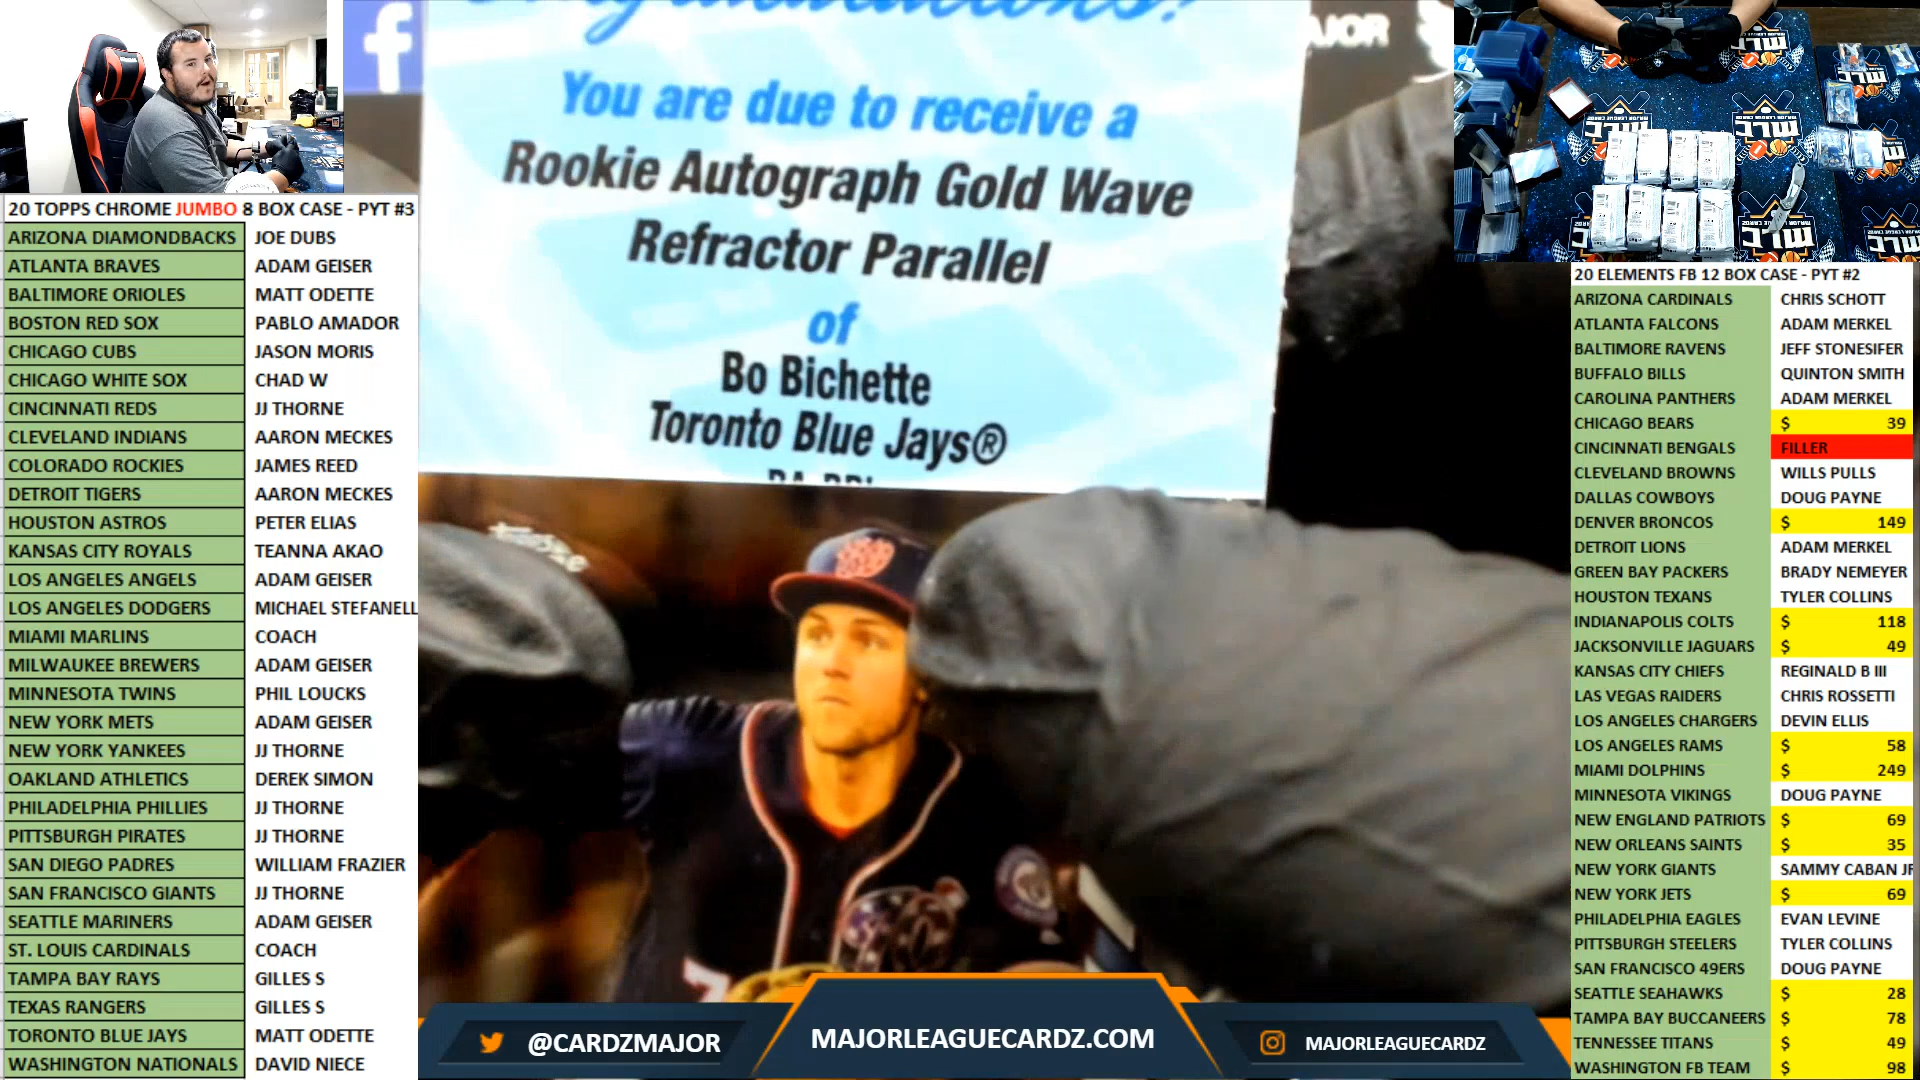 20 TOPPS CHROME JUMBO 8 BOX CASE - PYT #3
ARIZONA DIAMONDBACKS JOE DUBS
ATLANTA BRAVES ADAM GEISER
BALTIMORE ORIOLES MATT ODETTE
BOSTON RED SOX PABLO AMADOR
CHICAGO CUBS JASON MORIS
CHICAGO WHITE SOX CHAD W
CINCINNATI REDS JJ THORNE
CLEVELAND INDIANS AARON MECKES
COLORADO ROCKIES JAMES REED
DETROIT TIGERS AARON MECKES
HOUSTON ASTROS PETER ELIAS
KANSAS CITY ROYALS TEANNA AKAO
LOS ANGELES ANGELS ADAM GEISER
LOS ANGELES DODGERS MICHAEL STEFANELL
MIAMI MARLINS COACH
MILWAUKEE BREWERS ADAM GEISER
MINNESOTA TWINS PHIL LOUCKS
NEW YORK METS ADAM GEISER
NEW YORK YANKEES JJ THORNE
OAKLAND ATHLETICS DEREK SIMON
PHILADELPHIA PHILLIES JJ THORNE
PITTSBURGH PIRATES JJ THORNE
SAN DIEGO PADRES WILLIAM FRAZIER
SAN FRANCISCO GIANTS JJ THORNE
SEATTLE MARINERS ADAM GEISER
ST. LOUIS CARDINALS COACH
TAMPA BAY RAYS GILLES S
TEXAS RANGERS GILLES S
TORONTO BLUE JAYS MATT ODETTE
WASHINGTON NATIONALS DAVID NIECE
You are due to receive a
Rookie Autograph Gold Wave
Refractor Parallel
of
Bo Bichette
Toronto Blue Jays®
@CARDZMAJOR
MAJORLEAGUECARDZ.COM
MAJORLEAGUECARDZ
20 ELEMENTS FB 12 BOX CASE - PYT #2
ARIZONA CARDINALS CHRIS SCHOTT
ATLANTA FALCONS ADAM MERKEL
BALTIMORE RAVENS JEFF STONESIFER
BUFFALO BILLS QUINTON SMITH
CAROLINA PANTHERS ADAM MERKEL
CHICAGO BEARS $ 39
CINCINNATI BENGALS FILLER
CLEVELAND BROWNS WILLS PULLS
DALLAS COWBOYS DOUG PAYNE
DENVER BRONCOS $ 149
DETROIT LIONS ADAM MERKEL
GREEN BAY PACKERS BRADY NEMEYER
HOUSTON TEXANS TYLER COLLINS
INDIANAPOLIS COLTS $ 118
JACKSONVILLE JAGUARS $ 49
KANSAS CITY CHIEFS REGINALD B III
LAS VEGAS RAIDERS CHRIS ROSSETTI
LOS ANGELES CHARGERS DEVIN ELLIS
LOS ANGELES RAMS $ 58
MIAMI DOLPHINS $ 249
MINNESOTA VIKINGS DOUG PAYNE
NEW ENGLAND PATRIOTS $ 69
NEW ORLEANS SAINTS $ 35
NEW YORK GIANTS SAMMY CABAN JR
NEW YORK JETS $ 69
PHILADELPHIA EAGLES EVAN LEVINE
PITTSBURGH STEELERS TYLER COLLINS
SAN FRANCISCO 49ERS DOUG PAYNE
SEATTLE SEAHAWKS $ 28
TAMPA BAY BUCCANEERS $ 78
TENNESSEE TITANS $ 49
WASHINGTON FB TEAM $ 98